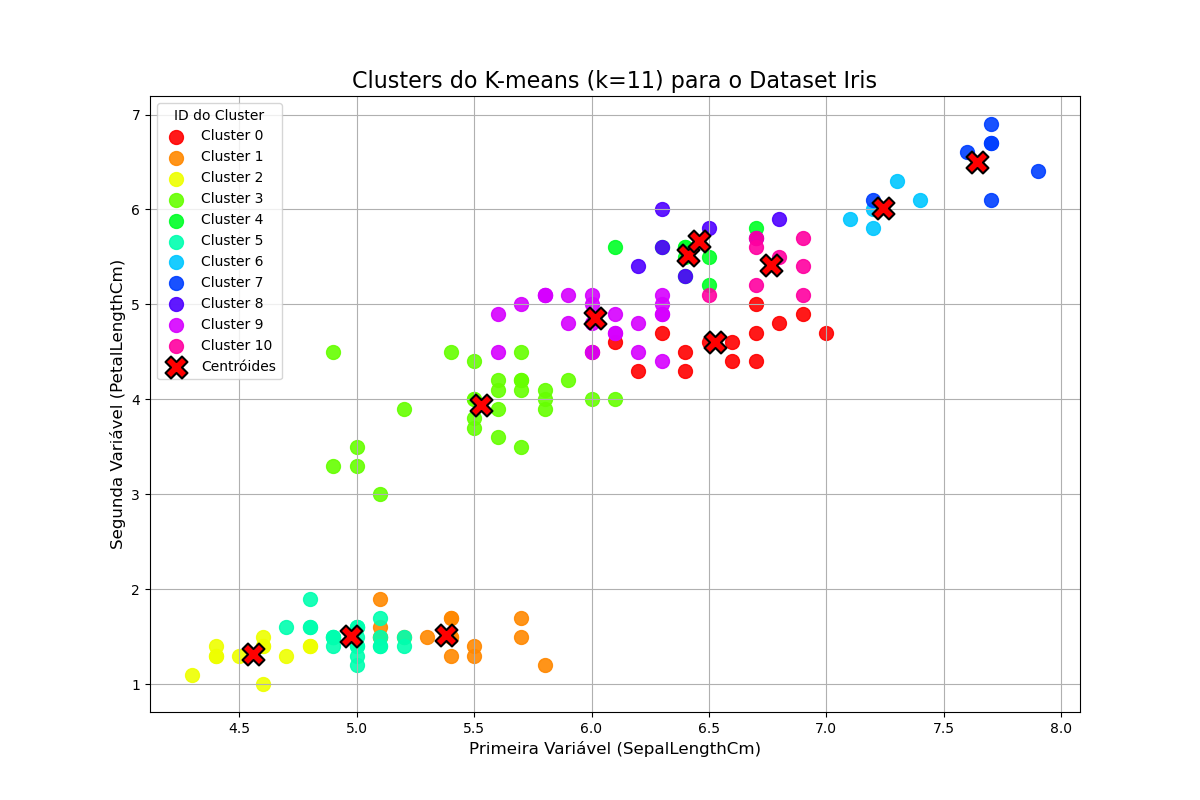 Clusters do K-means (k=11) para o Dataset Iris
ID do Cluster
Cluster 0
Cluster 1
Cluster 2
Cluster 3
Cluster 4
Cluster 5
Cluster 6
Cluster 7
Cluster 8
Cluster 9
Cluster 10
Centróides
Segunda Variável (PetalLengthCm)
7
6
5
4
3
2
1
4.5 5.0 5.5 6.0 6.5 7.0 7.5 8.0
Primeira Variável (SepalLengthCm)